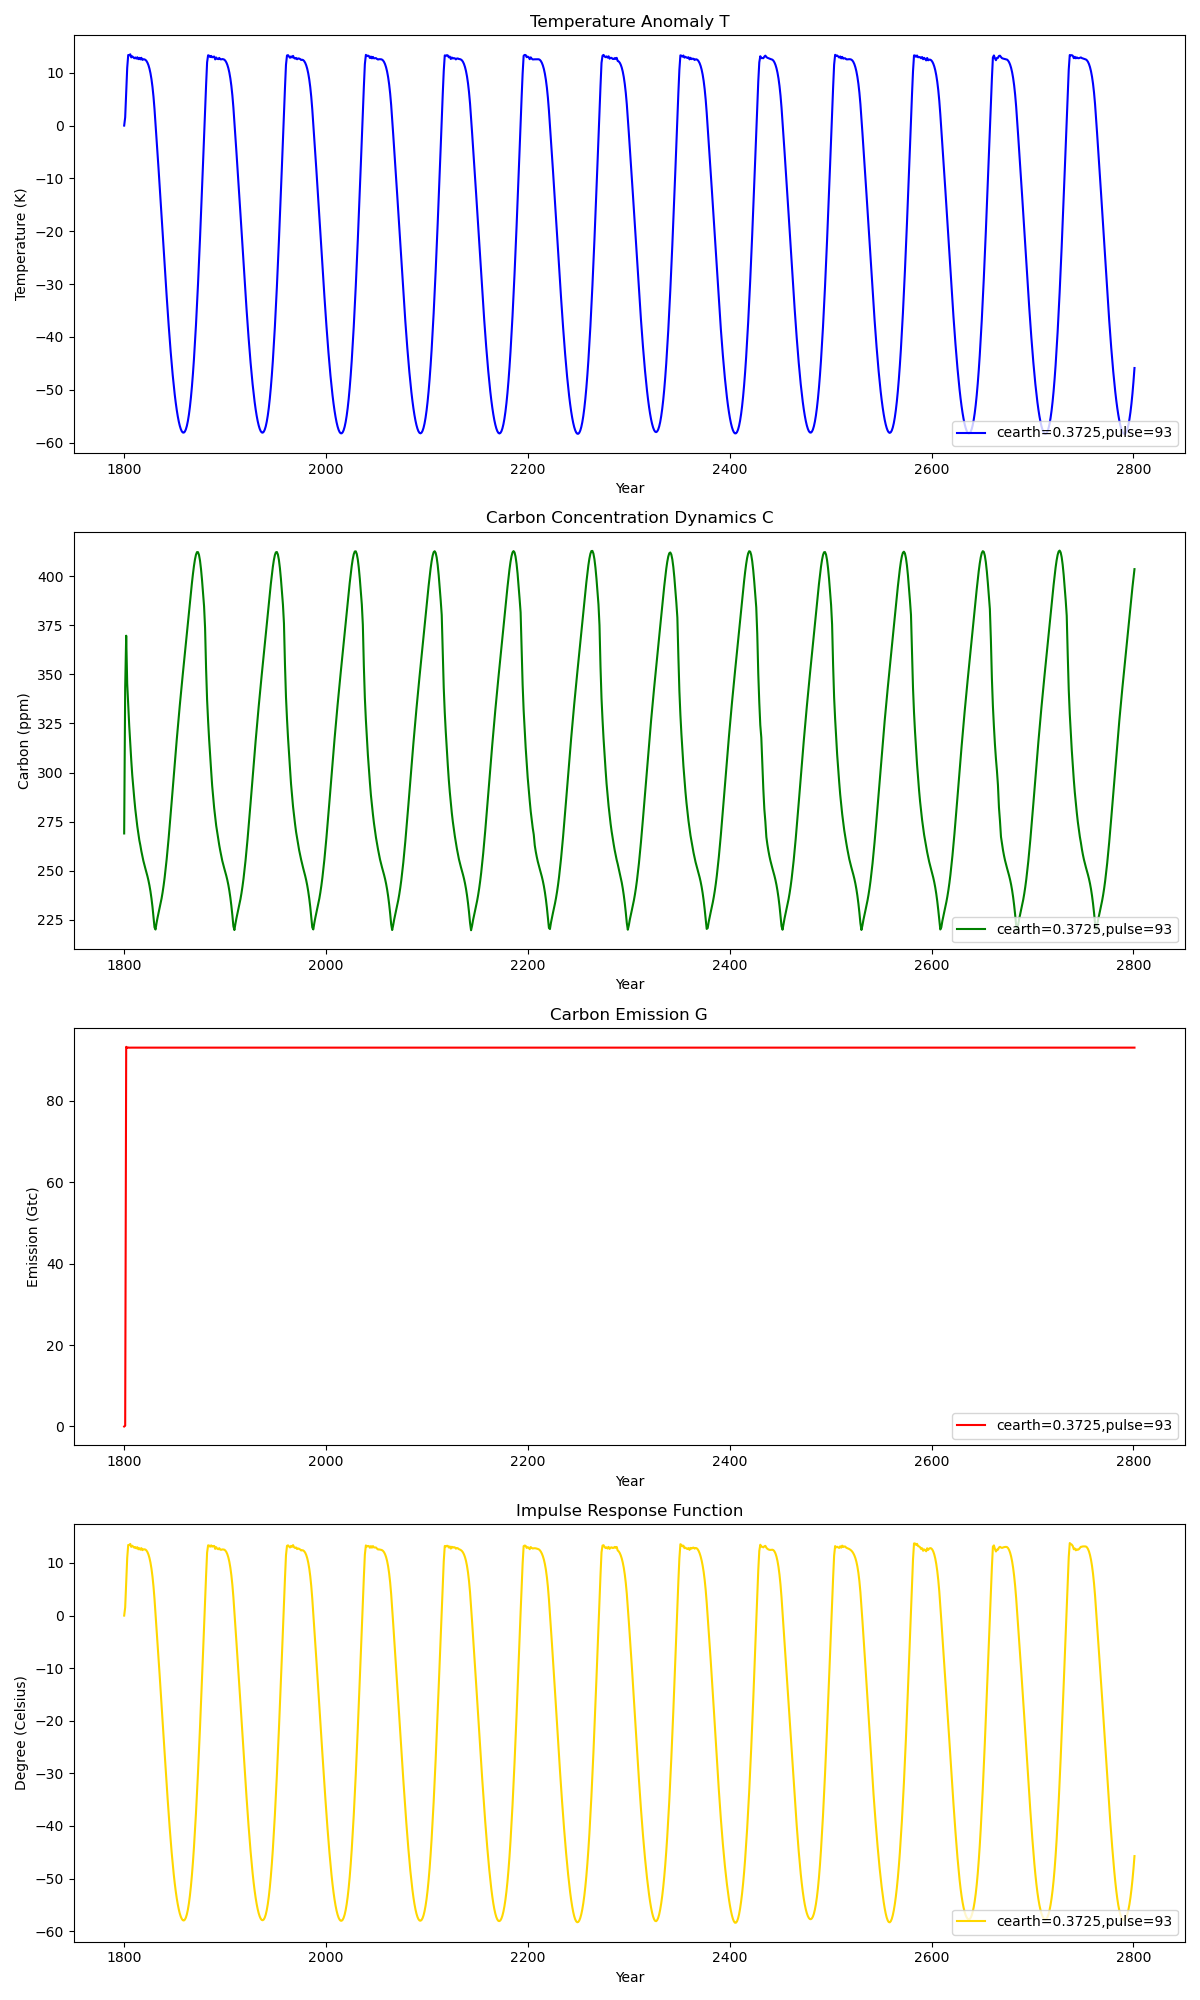 Temperature Anomaly T
10
0
−10
−20
−30
−40
−50
−60
Temperature (K)
cearth=0.3725,pulse=93
1800 2000 2200 2400 2600 2800
Year
Carbon Concentration Dynamics C
400
375
350
325
300
275
250
225
Carbon (ppm)
cearth=0.3725,pulse=93
1800 2000 2200 2400 2600 2800
Year
Carbon Emission G
80
60
40
20
0
Emission (Gtc)
cearth=0.3725,pulse=93
1800 2000 2200 2400 2600 2800
Year
Impulse Response Function
10
0
−10
−20
−30
−40
−50
−60
Degree (Celsius)
cearth=0.3725,pulse=93
1800 2000 2200 2400 2600 2800
Year